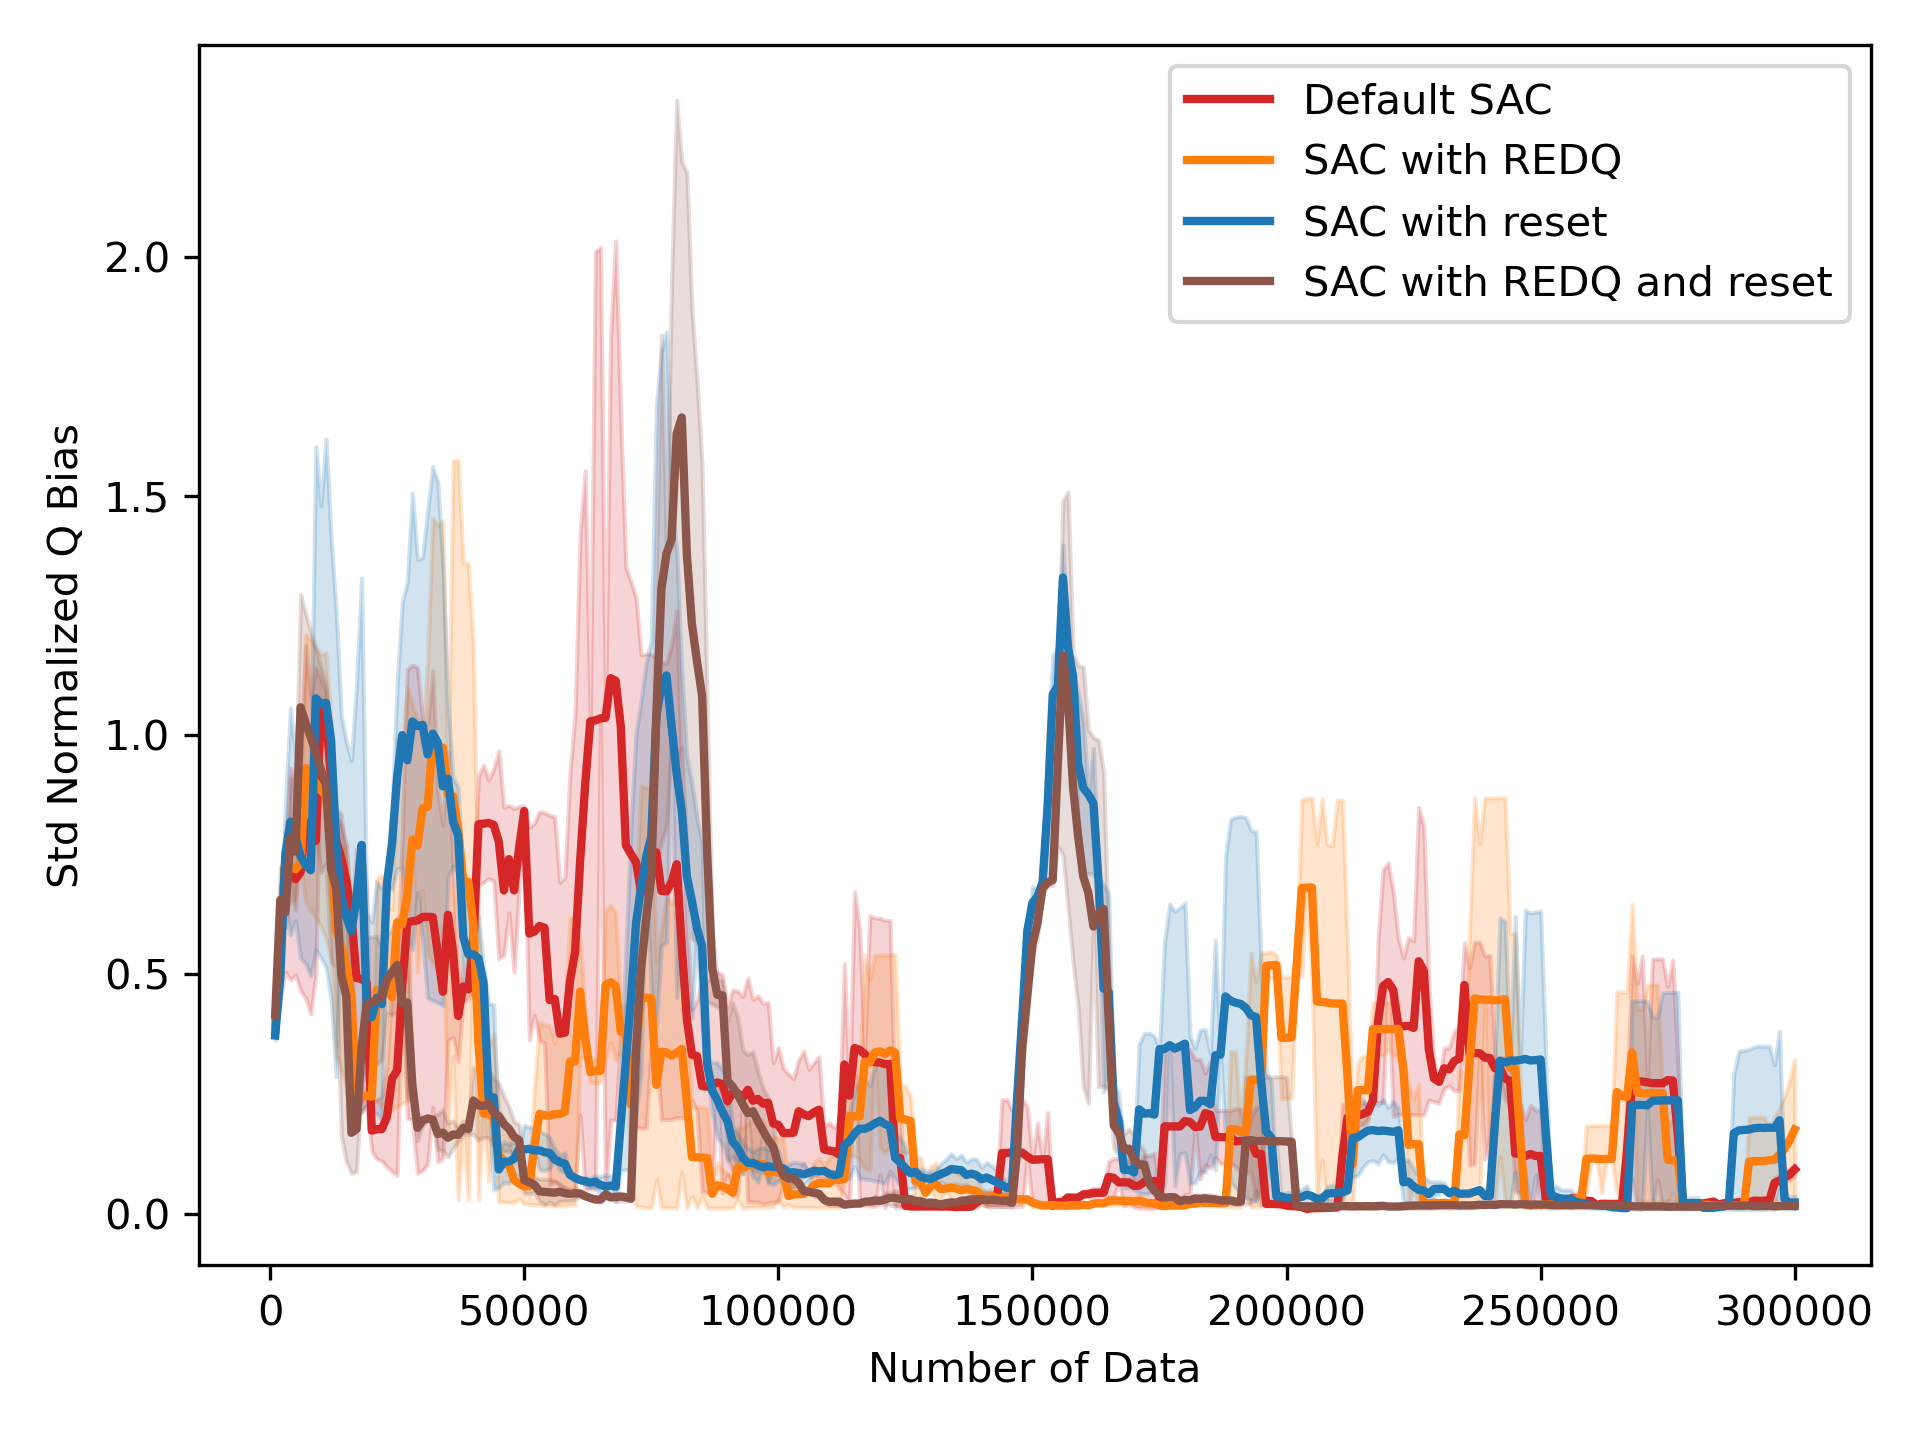 Default SAC
SAC with REDQ
SAC with reset
SAC with REDQ and reset
Std Normalized Q Bias
2.0
1.5
1.0
0.5
0.0
0
50000
100000
150000
200000
250000
300000
Number of Data